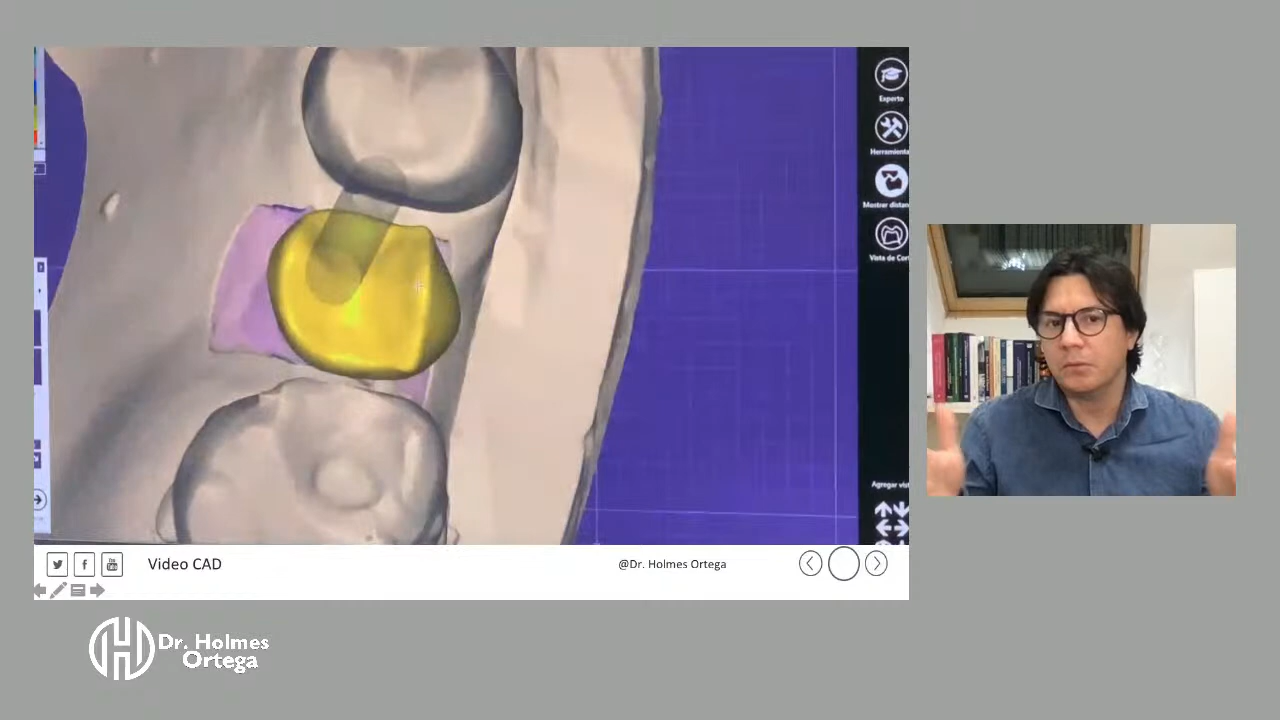 Experto
Herramienta
Mostrar distan
Vista de Cort
Agregar vist
Video CAD
@Dr. Holmes Ortega
Dr. Holmes
Ortega